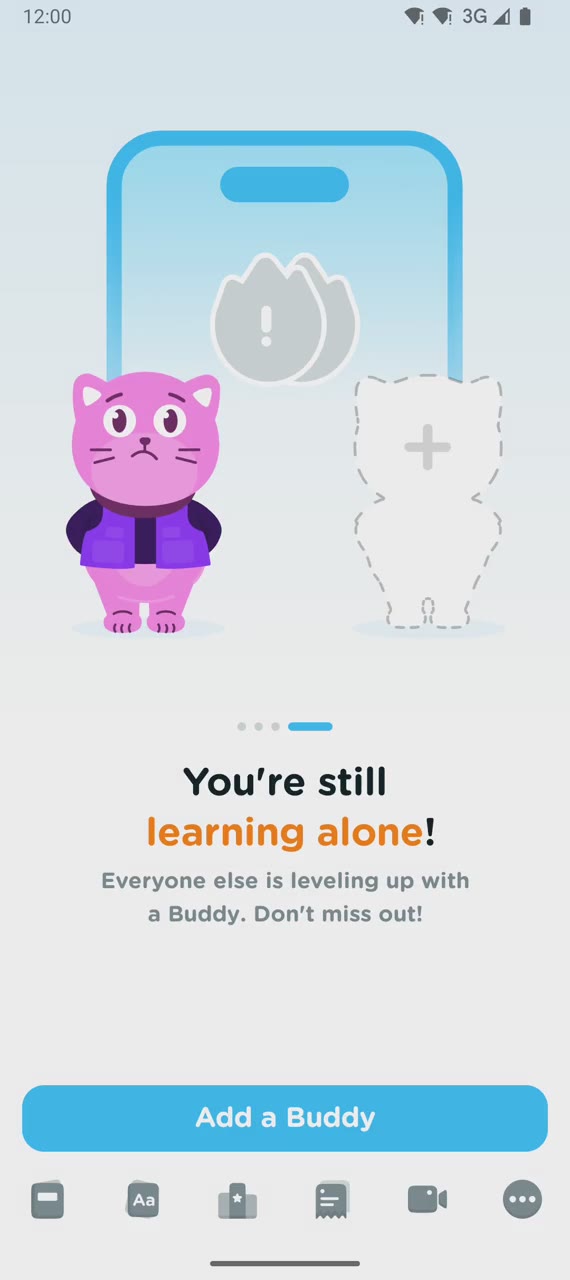 12:00
3G
You're still
learning alone!
Everyone else is leveling up with
a Buddy. Don't miss out!
Add a Buddy
Aa